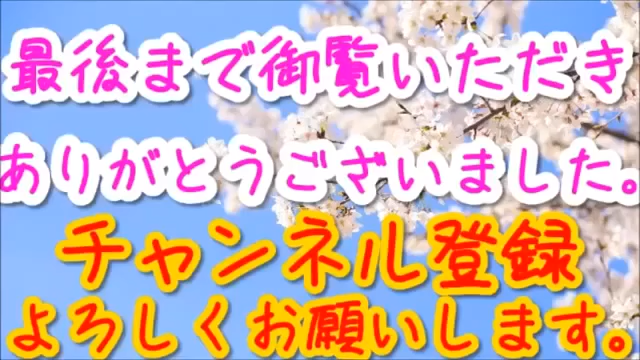 最後まで御覧いただき
ありがとうございました。
チャンネル登録
よろしくお願いします。